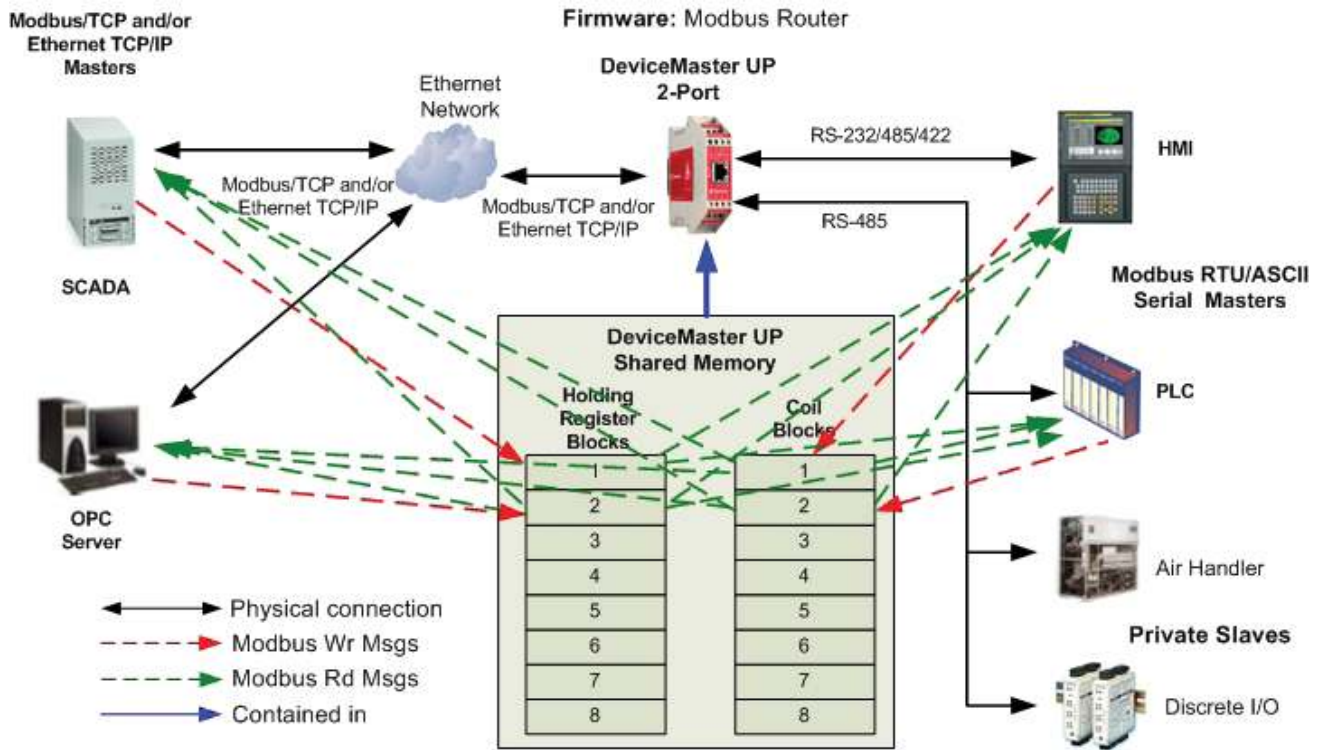 Modbus/TCP and/or
Ethernet TCP/IP
Masters
Firmware: Modbus Router
DeviceMaster UP
2-Port
Ethernet
Network
RS-232/485/422
HMI
Modbus/TCP and/or
Ethernet TCP/IP
Modbus/TCP and/or
Ethernet TCP/IP
RS-485
SCADA
Modbus RTU/ASCII
Serial Masters
DeviceMaster UP
Shared Memory
Holding
Register
Blocks
Coil
Blocks
PLC
1
2
3
4
5
6
7
8
1
2
3
4
5
6
7
8
OPC
Server
Air Handler
Private Slaves
Discrete I/O
Physical connection
Modbus Wr Msgs
Modbus Rd Msgs
Contained in